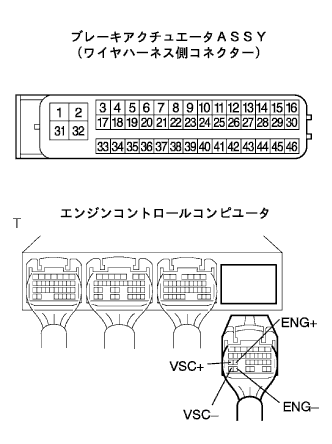 ブレーキアクチュエータASSY
(ワイヤハーネス側コネクター)
1 2 3 4 5 6 7 8 9 10 11 12 13 14 15 16
31 32 17 18 19 20 21 22 23 24 25 26 27 28 29 30
33 34 35 36 37 38 39 40 41 42 43 44 45 46
エンジンコントロールコンピュータ
T
ENG+
VSC+
VSC-
ENG-